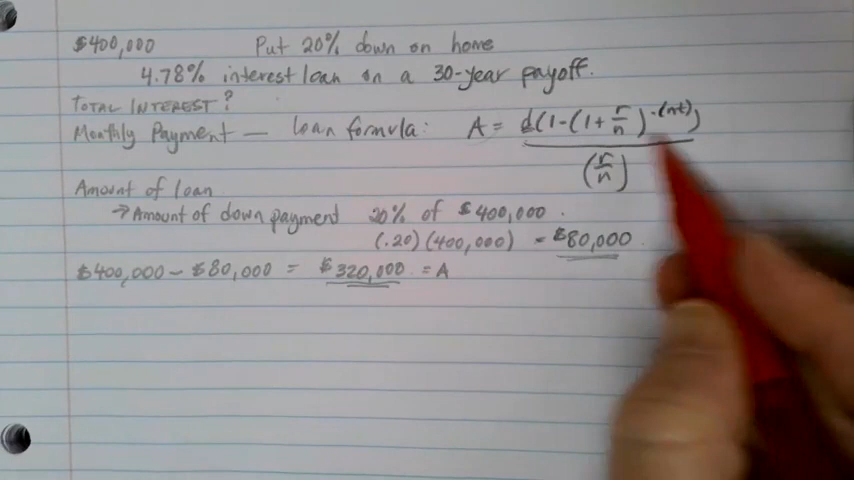 $400,000 Put 20% down on home
4.78% interest loan on a 30-year payoff.
TOTAL INTEREST?
Monthly Payment — loan formula: A = d(1-(1+r/n)^-(nt)) / (r/n)
Amount of loan
→Amount of down payment 20% of $400,000.
(.20)(400,000) = $80,000
$400,000 - $80,000 = $320,000 = A